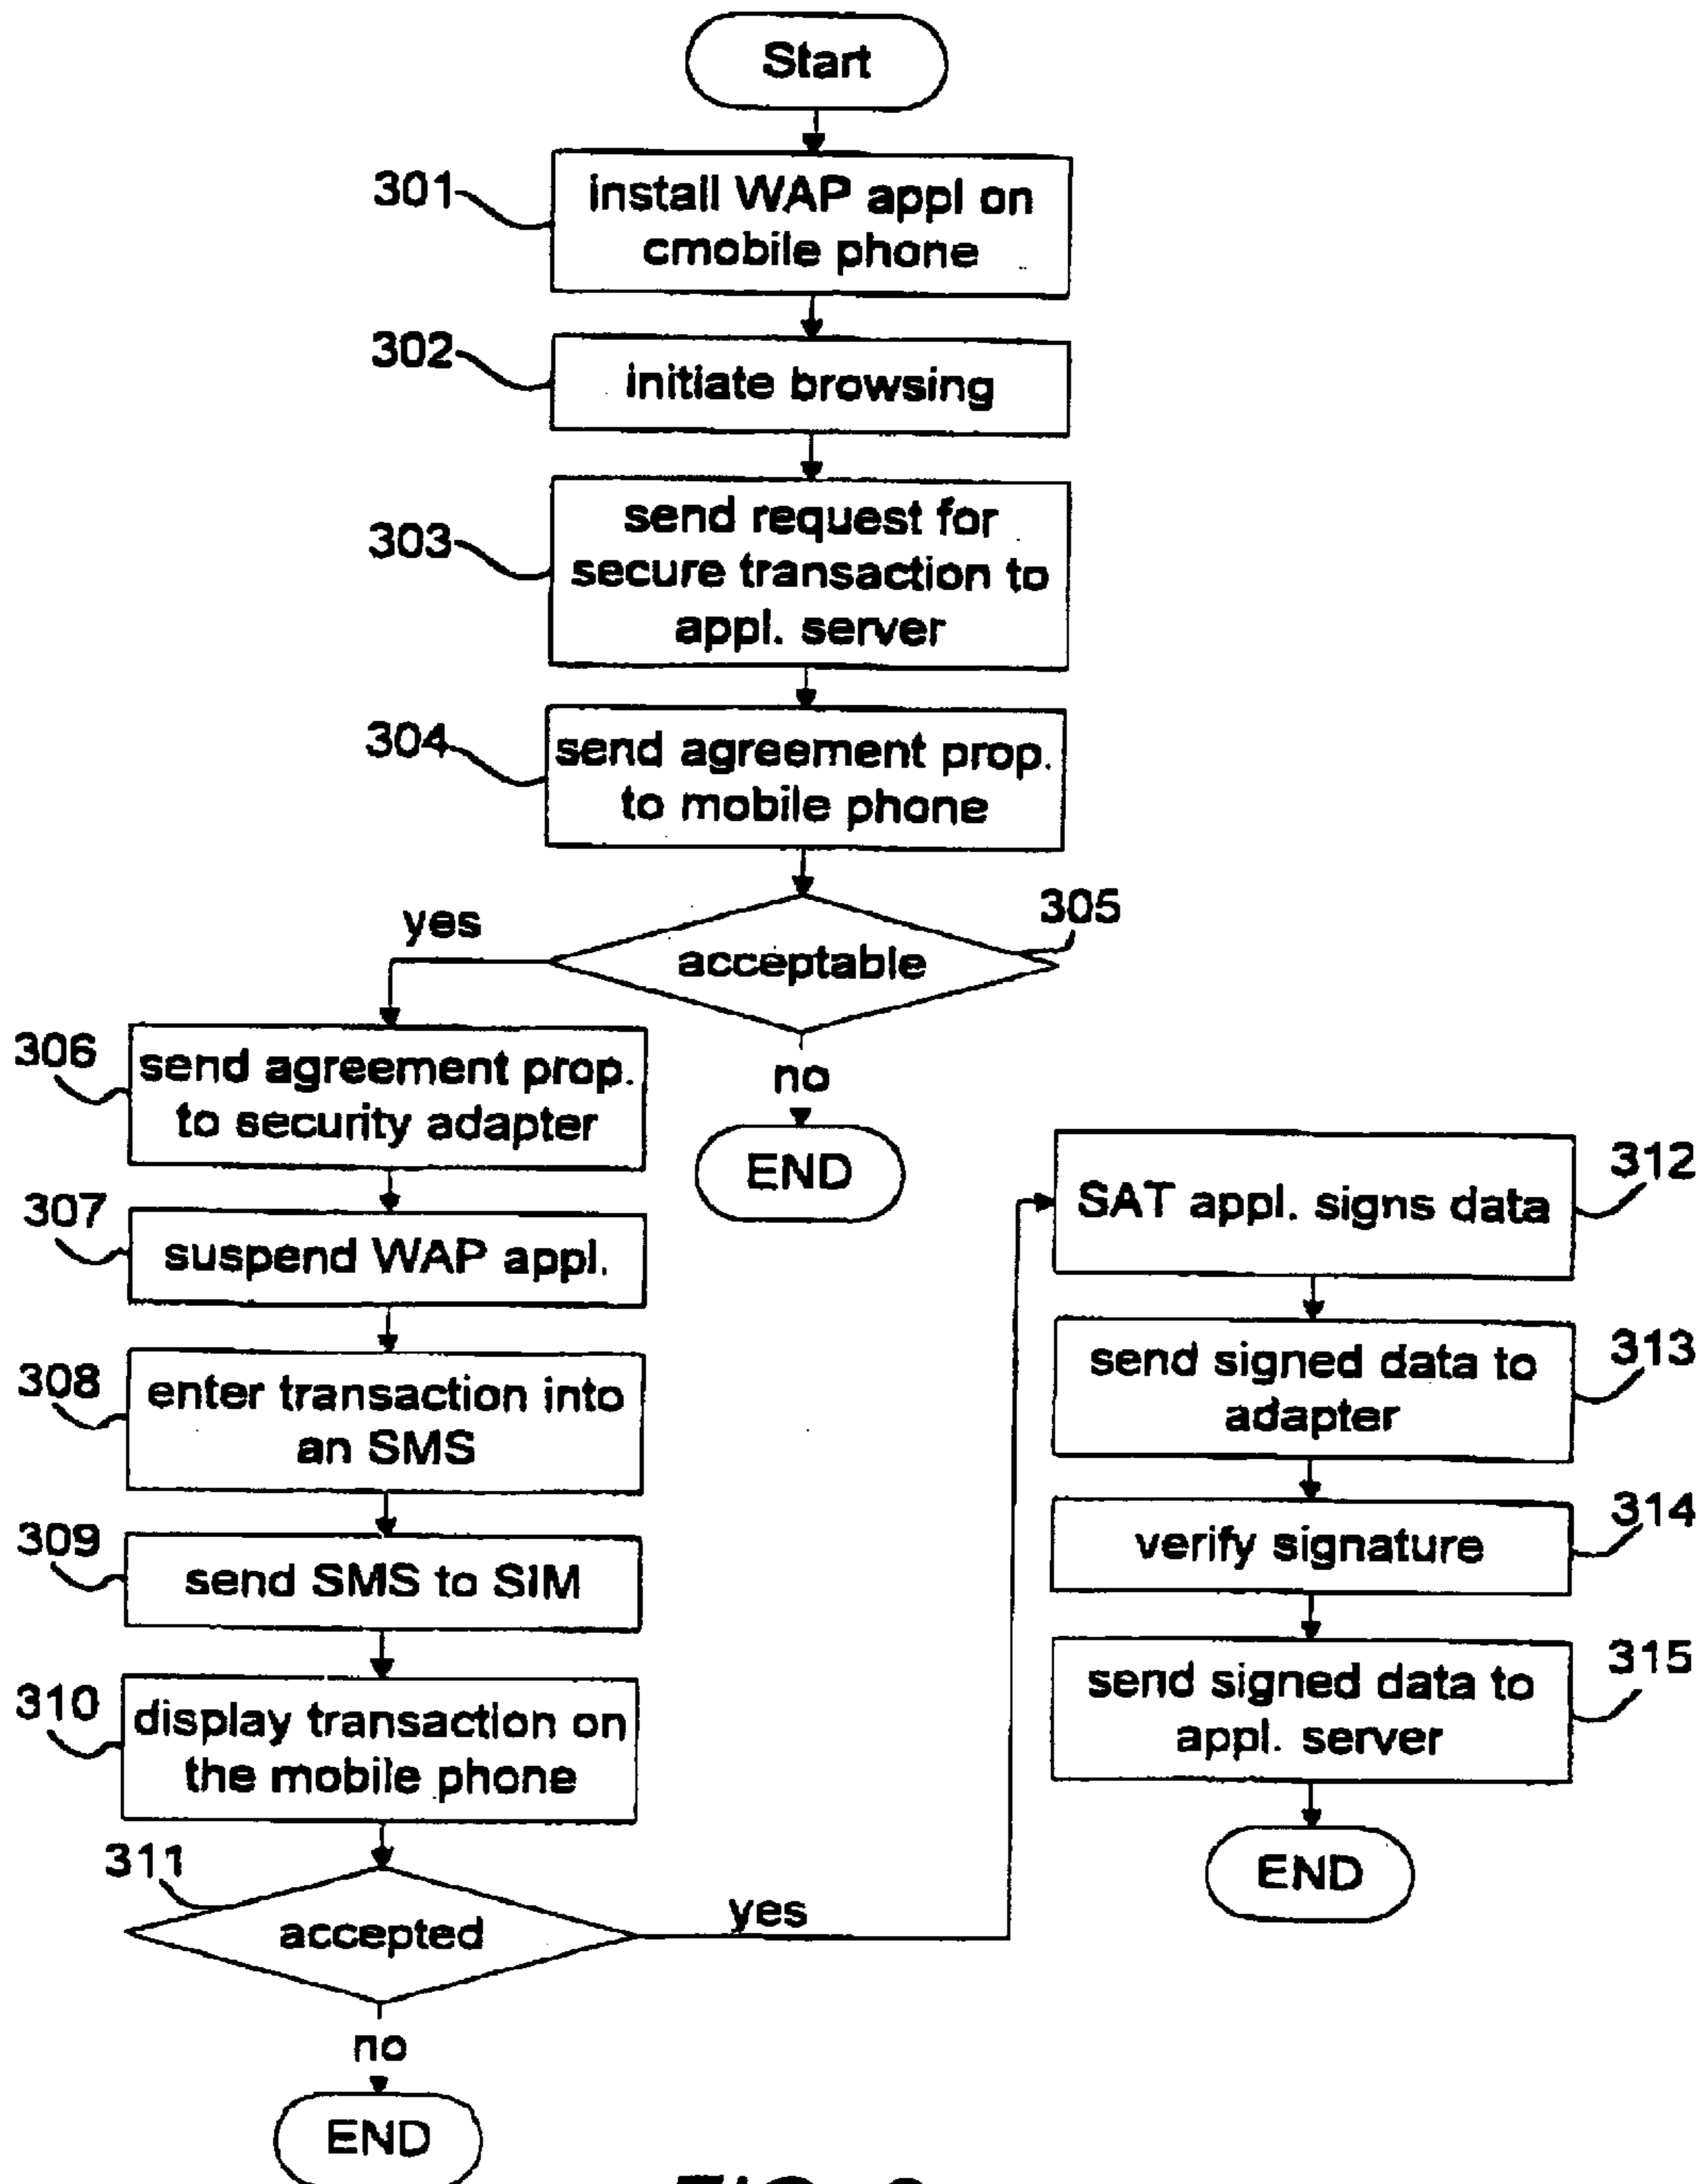 Start
301
install WAP appl on
cmobile phone
302
initiate browsing
303
send request for
secure transaction to
appl. server
304
send agreement prop.
to mobile phone
305
acceptable
yes
no
END
306
send agreement prop.
to security adapter
307
suspend WAP appl.
308
enter transaction into
an SMS
309
send SMS to SIM
310
display transaction on
the mobile phone
311
accepted
yes
no
END
312
SAT appl. signs data
313
send signed data to
adapter
314
verify signature
315
send signed data to
appl. server
END